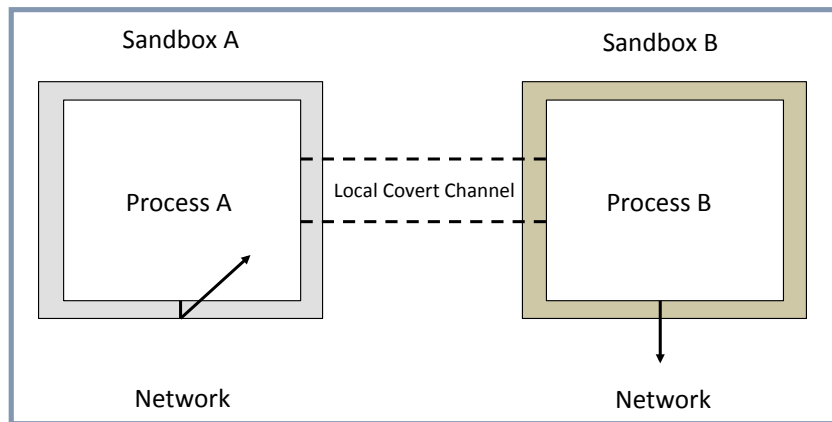 Sandbox A
Sandbox B
Process A
Local Covert Channel
Process B
Network
Network